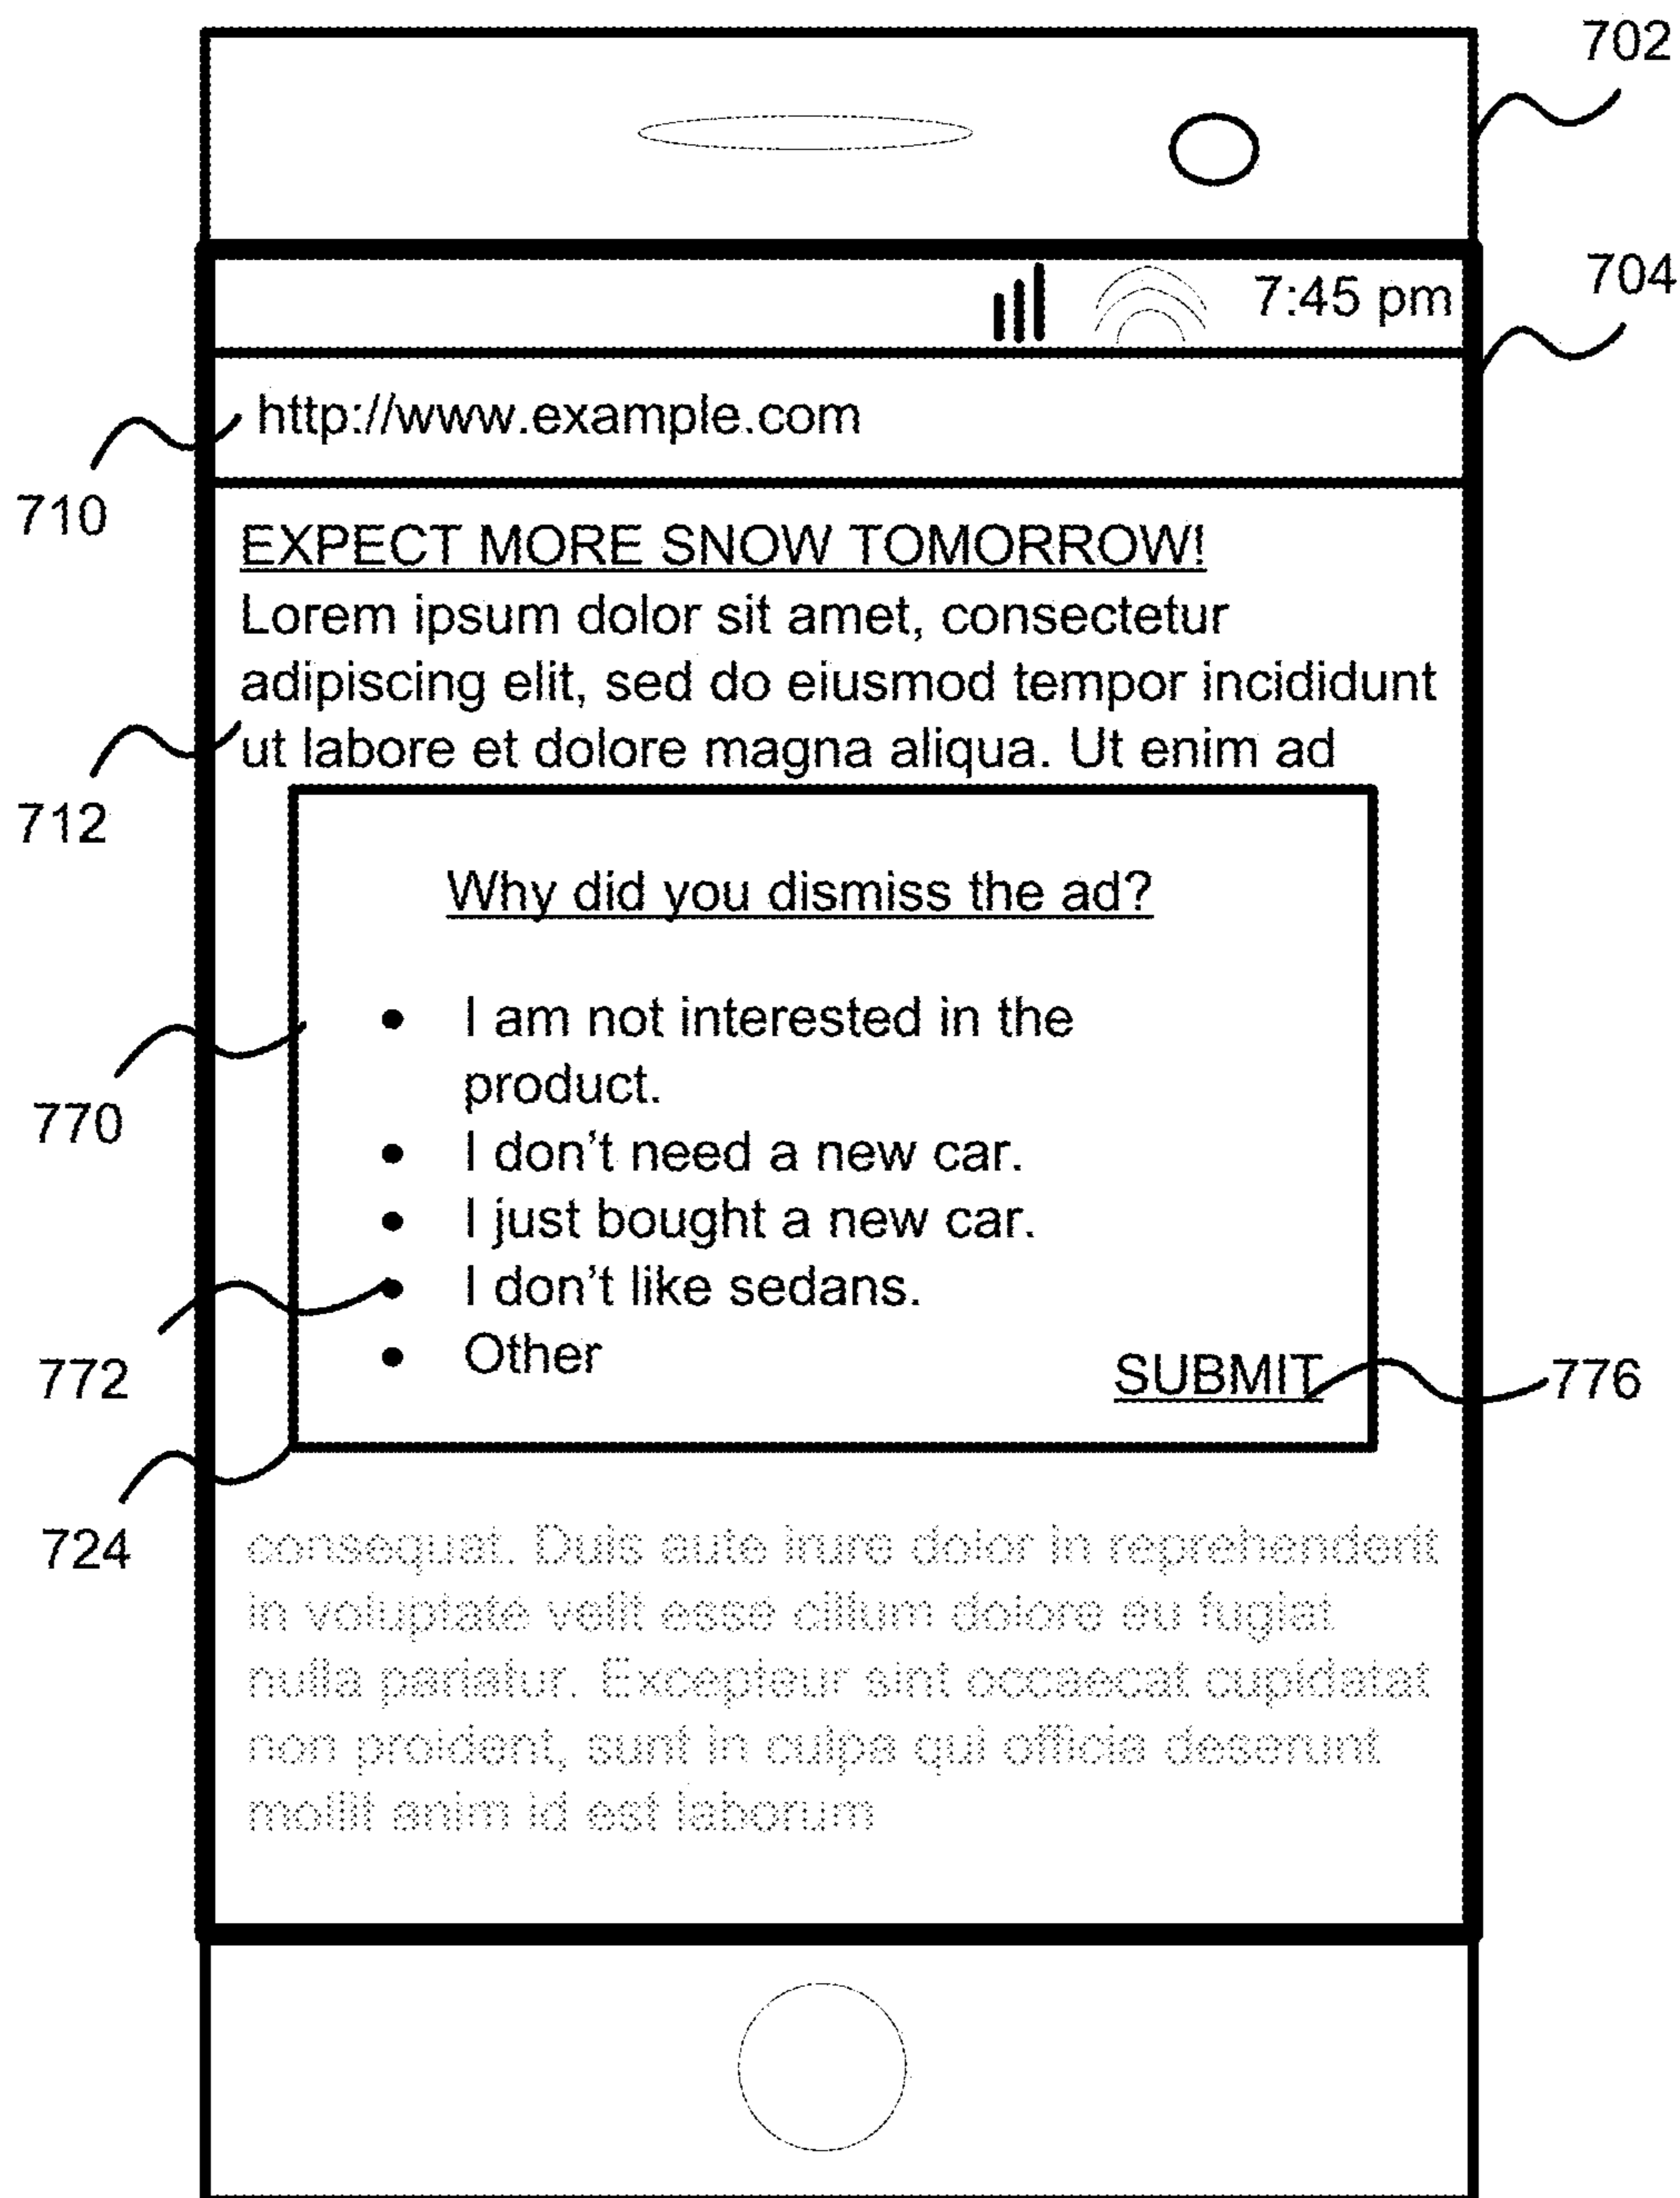 702
7:45 pm
704
http://www.example.com
710
EXPECT MORE SNOW TOMORROW!
Lorem ipsum dolor sit amet, consectetur
adipiscing elit, sed do eiusmod tempor incididunt
ut labore et dolore magna aliqua. Ut enim ad
712
Why did you dismiss the ad?
• I am not interested in the
product.
770
• I don't need a new car.
• I just bought a new car.
• I don't like sedans.
772
• Other
SUBMIT
776
724
consequat. Duis aute irure dolor in reprehenderit
in voluptate velit esse cillum dolore eu fugiat
nulla pariatur. Excepteur sint occaecat cupidatat
non proident, sunt in culpa qui officia deserunt
mollit anim id est laborum